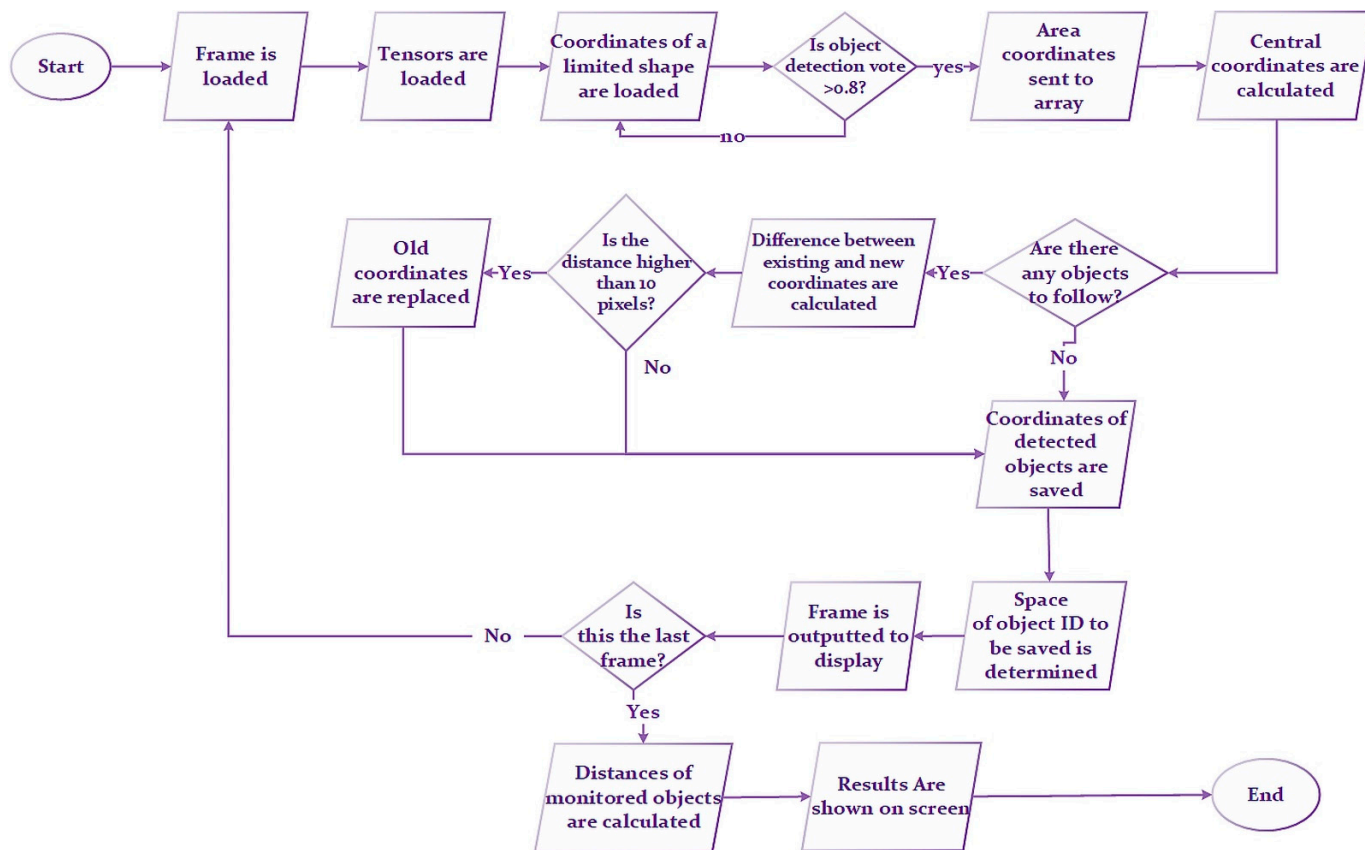 Start
Frame is
loaded
Tensors are
loaded
Coordinates of a
limited shape
are loaded
Is object
detection vote
>0.8?
yes
no
Area
coordinates
sent to
array
Central
coordinates are
calculated
Old
coordinates
are replaced
Yes
Is the
distance higher
than 10
pixels?
No
Difference between
existing and new
coordinates are
calculated
Yes
Are there
any objects
to follow?
No
Coordinates of
detected
objects are
saved
No
Is
this the last
frame?
Yes
Frame is
outputted to
display
Space
of object ID to
be saved is
determined
Distances of
monitored objects
are calculated
Results Are
shown on screen
End